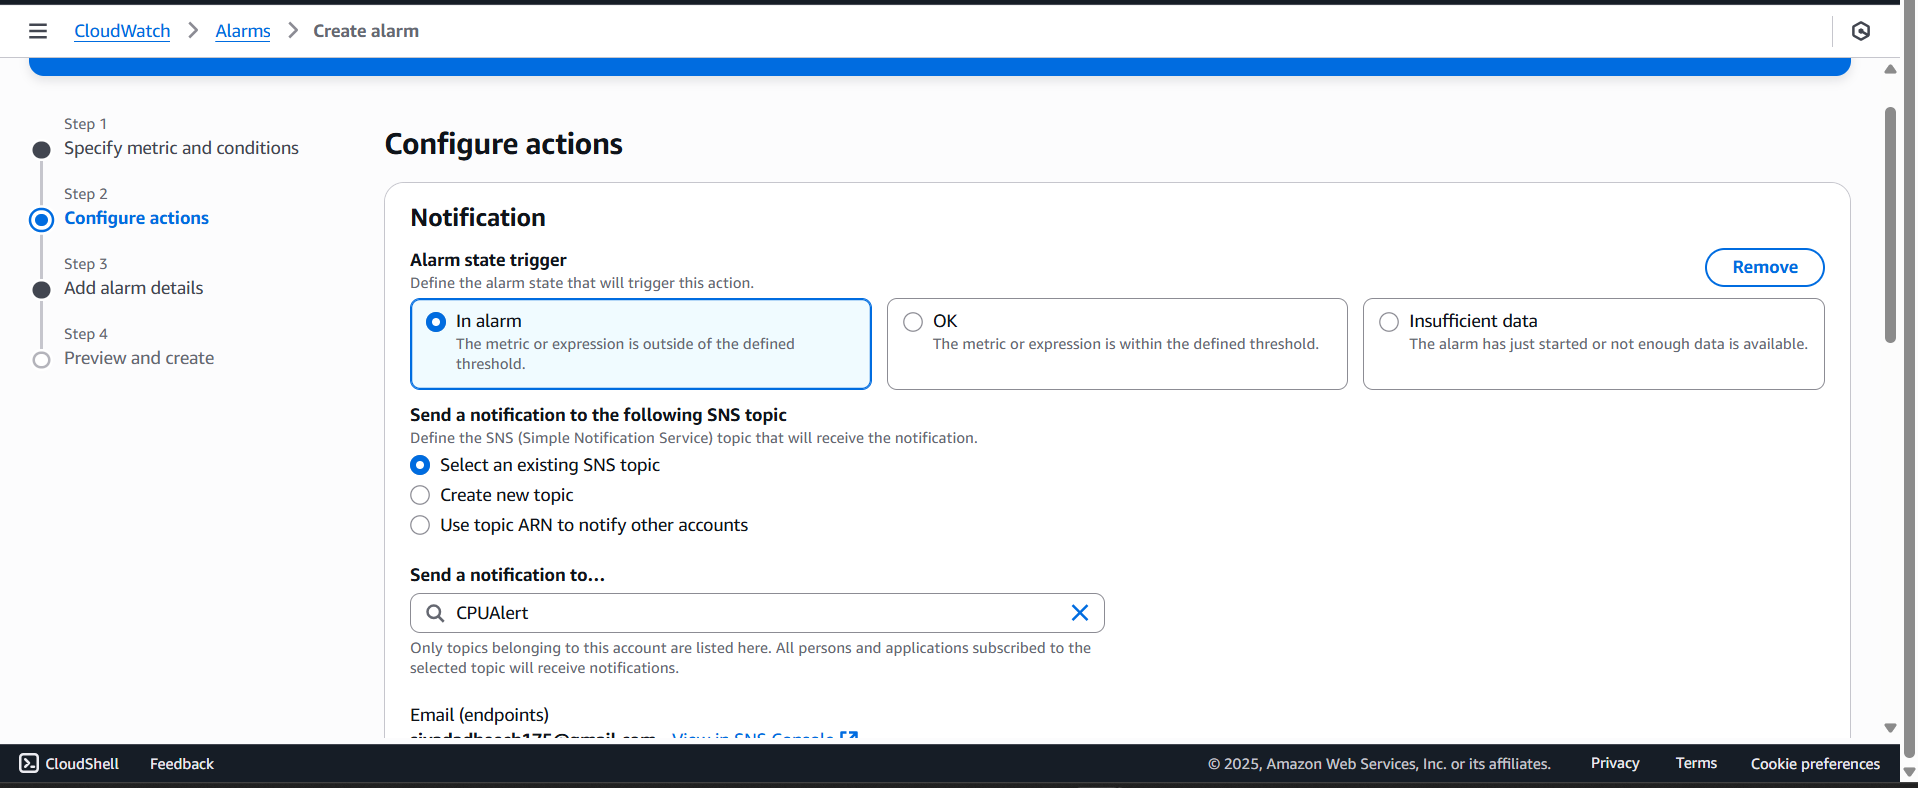 CloudWatch > Alarms > Create alarm
Step 1
Specify metric and conditions
Step 2
Configure actions
Step 3
Add alarm details
Step 4
Preview and create
Configure actions
Notification
Alarm state trigger
Define the alarm state that will trigger this action.
Remove
In alarm
The metric or expression is outside of the defined
threshold.
OK
The metric or expression is within the defined threshold.
Insufficient data
The alarm has just started or not enough data is available.
Send a notification to the following SNS topic
Define the SNS (Simple Notification Service) topic that will receive the notification.
Select an existing SNS topic
Create new topic
Use topic ARN to notify other accounts
Send a notification to...
CPUAlert
Only topics belonging to this account are listed here. All persons and applications subscribed to the
selected topic will receive notifications.
Email (endpoints)
View in SNS Console
CloudShell Feedback © 2025, Amazon Web Services, Inc. or its affiliates. Privacy Terms Cookie preferences